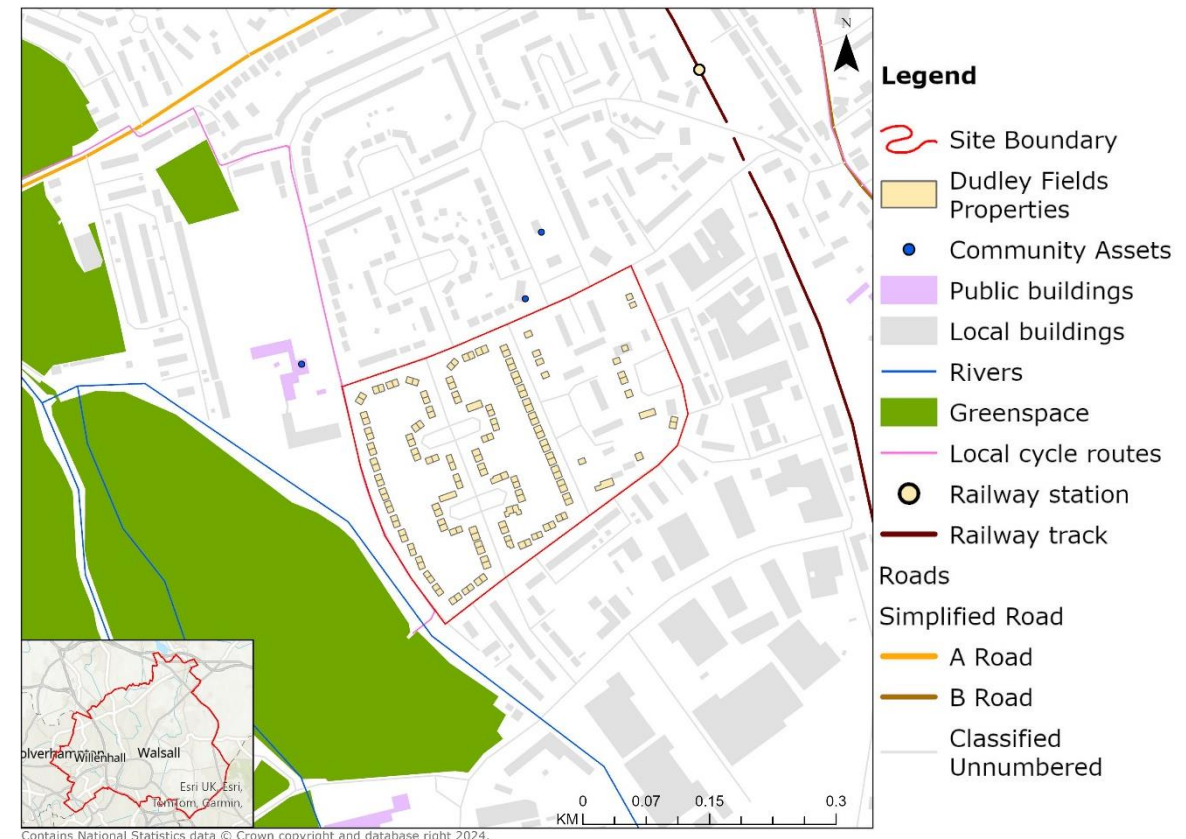 N
Legend
Site Boundary
Dudley Fields
Properties
Community Assets
Public buildings
Local buildings
Rivers
Greenspace
Local cycle routes
Railway station
Railway track
Roads
Simplified Road
A Road
B Road
Classified
Unnumbered
olverhampton
Willenhall
Walsall
Esri UK, Esri,
TomTom, Garmin,
0 0.07 0.15 0.3
KM
Contains National Statistics data © Crown copyright and database right 2024.